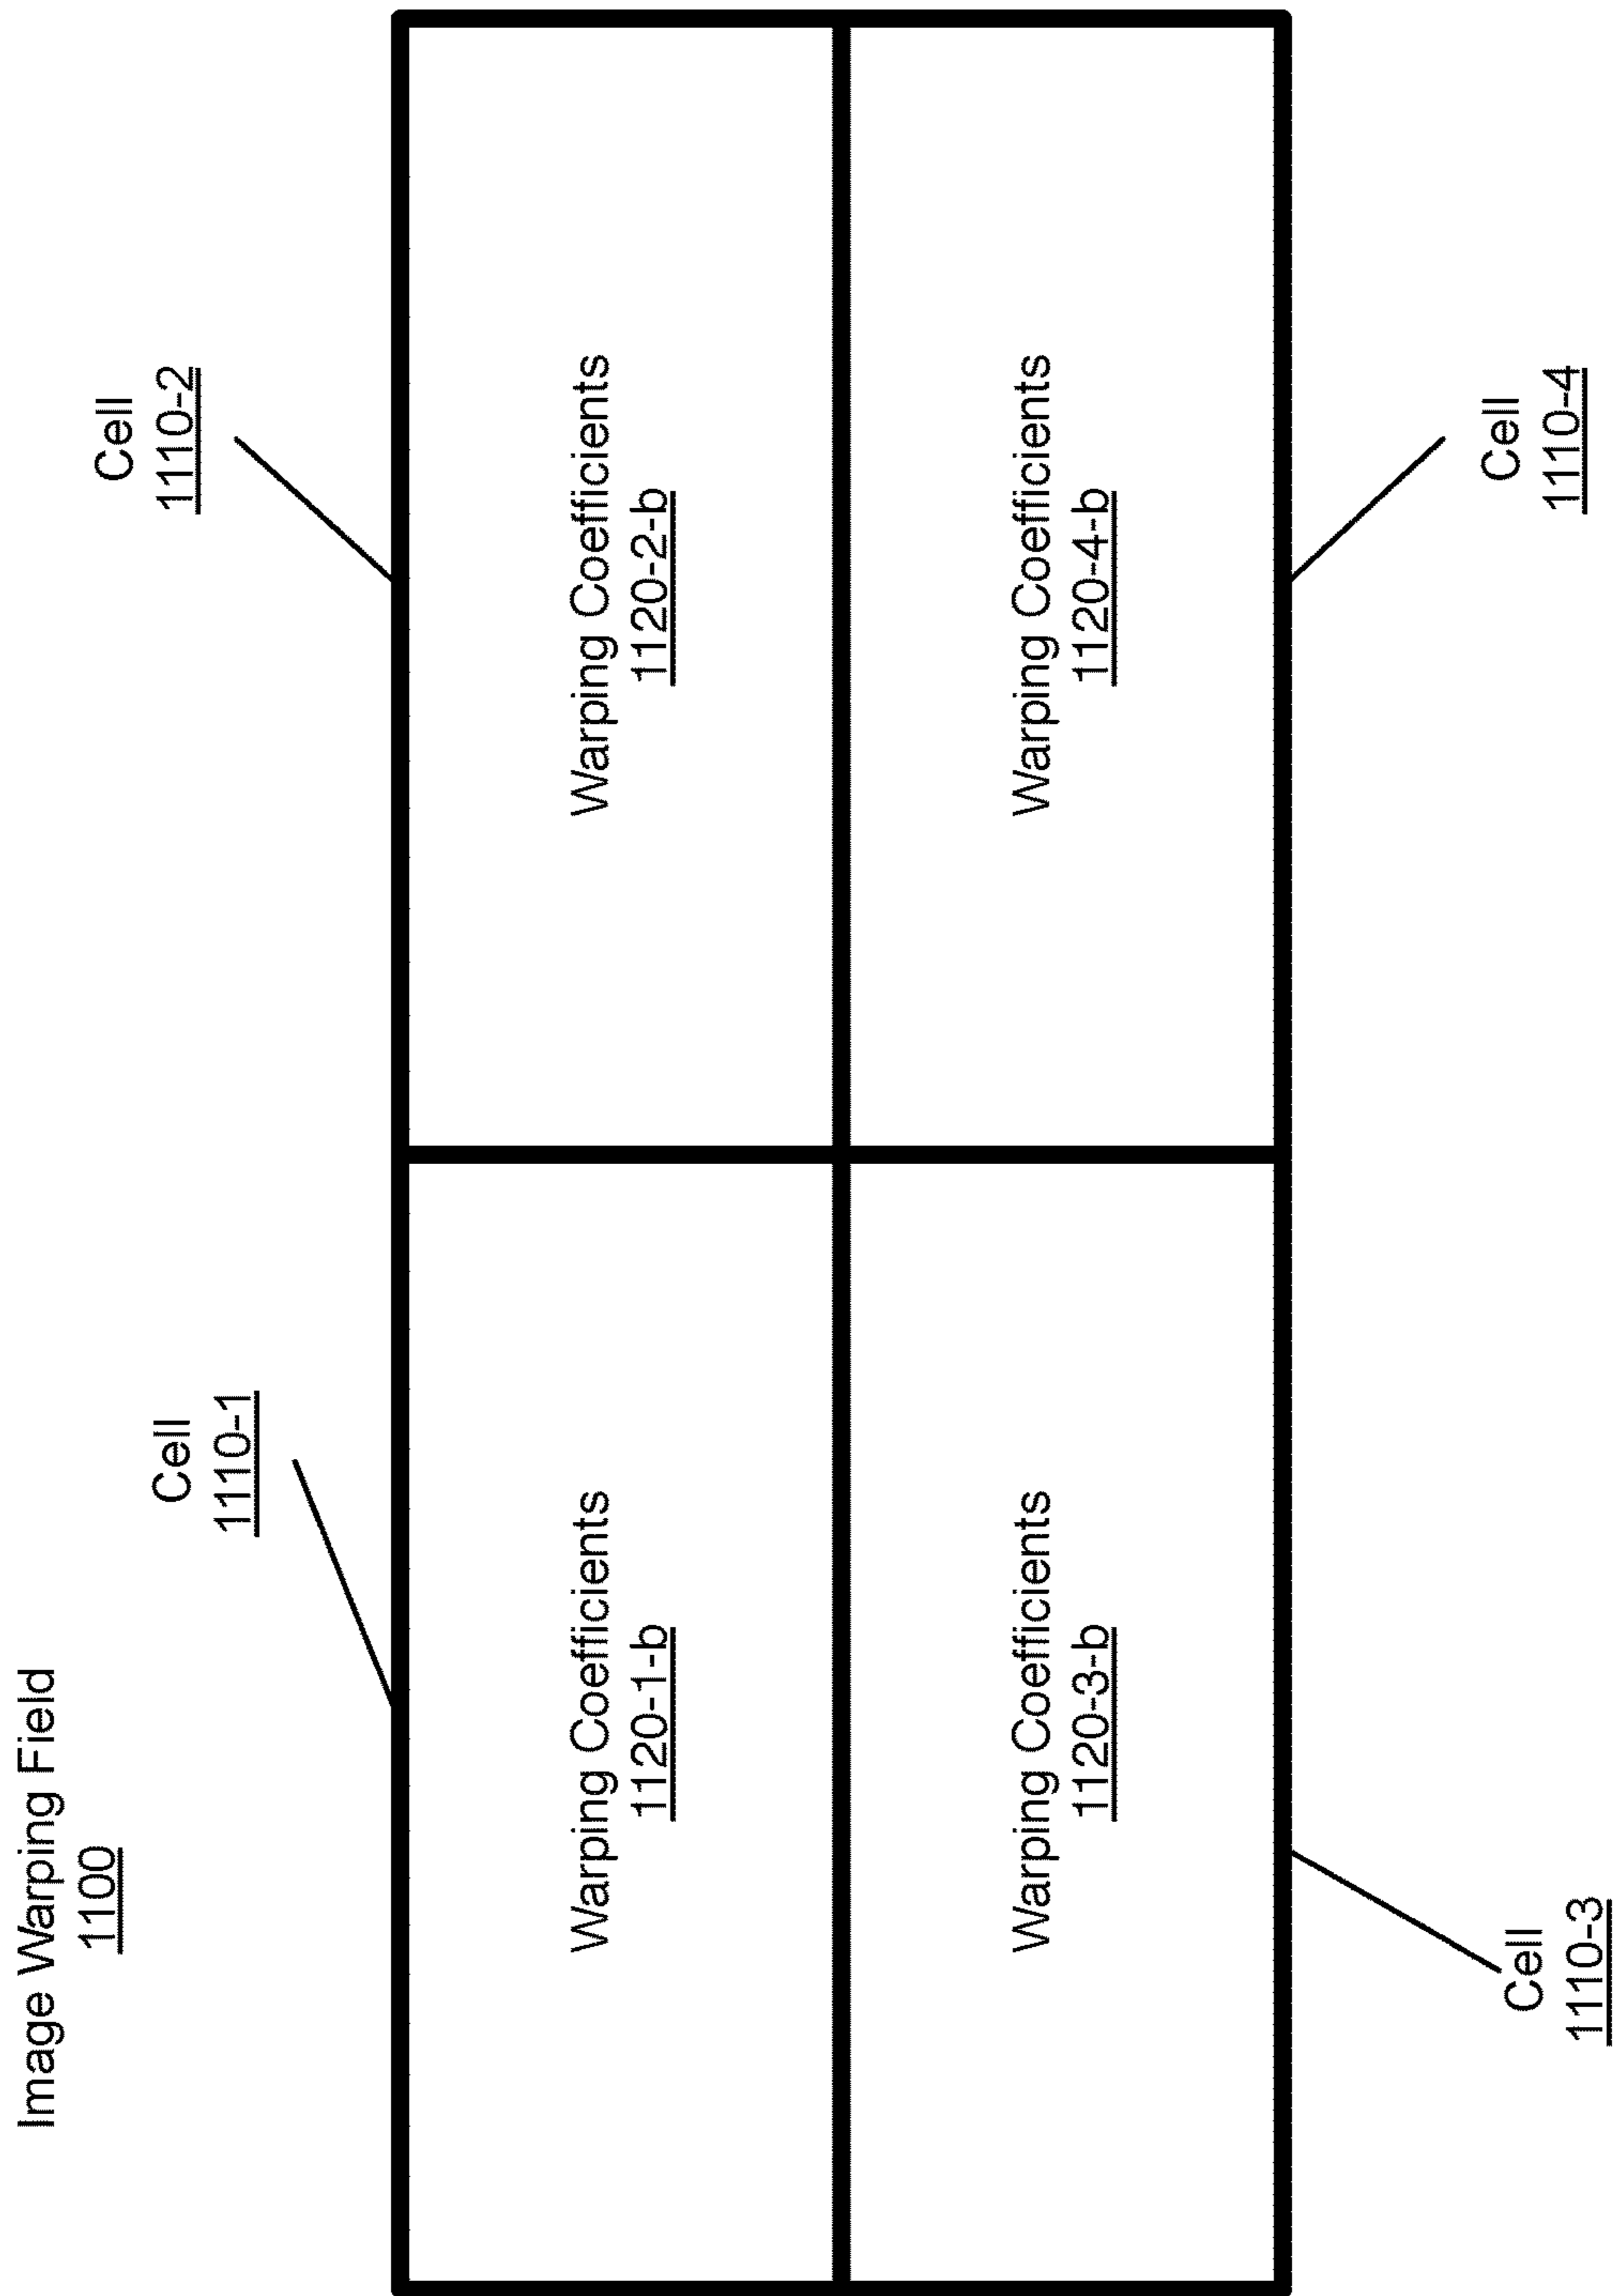 Image Warping Field
1100
Cell
1110-1
Cell
1110-2
Warping Coefficients
1120-1-b
Warping Coefficients
1120-2-b
Warping Coefficients
1120-3-b
Warping Coefficients
1120-4-b
Cell
1110-3
Cell
1110-4